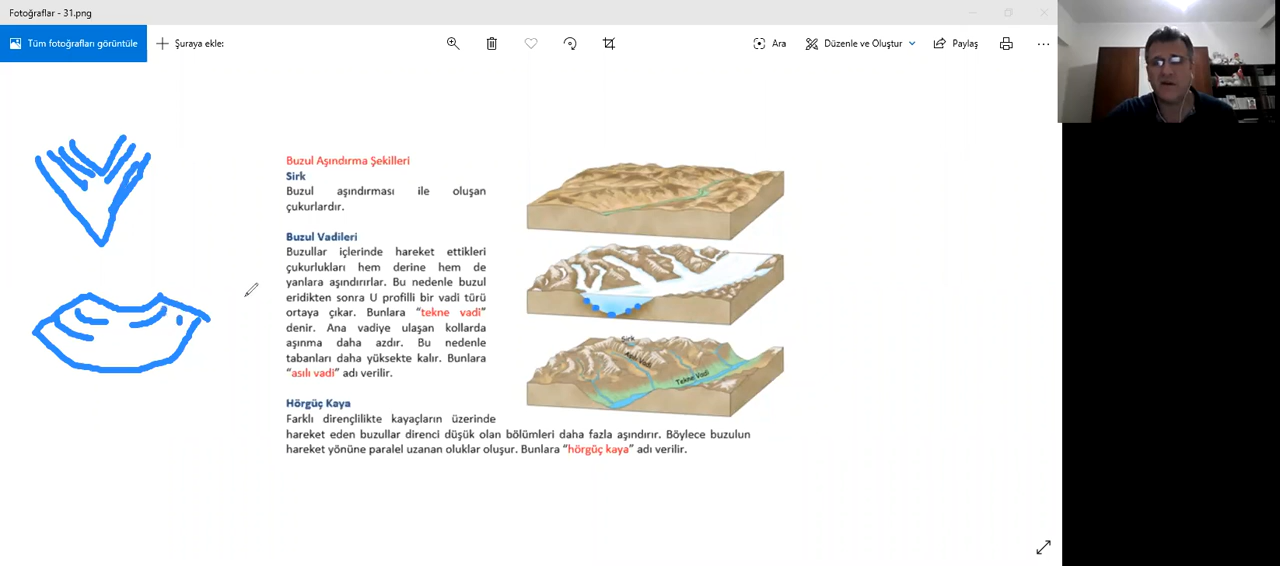 Fotoğraflar - 31.png
Tüm fotoğrafları görüntüle
Şuraya ekle:
Ara
Düzenle ve Oluştur
Paylaş
Buzul Aşındırma Şekilleri
Sirk
Buzul aşındırması ile oluşan
çukurlardır.
Buzul Vadileri
Buzullar içlerinde hareket ettikleri
çukurlukları hem derine hem de
yanlara aşındırırlar. Bu nedenle buzul
eridikten sonra U profilli bir vadi türü
ortaya çıkar. Bunlara "tekne vadi"
denir. Ana vadiye ulaşan kollarda
aşınma daha azdır. Bu nedenle
tabanları daha yüksekte kalır. Bunlara
"asılı vadi" adı verilir.
Hörgüç Kaya
Farklı dirençlilikte kayaçların üzerinde
hareket eden buzullar direnci düşük olan bölümleri daha fazla aşındırır. Böylece buzulun
hareket yönüne paralel uzanan oluklar oluşur. Bunlara "hörgüç kaya" adı verilir.
Sirk
Asılı Vadi
Tekne Vadi